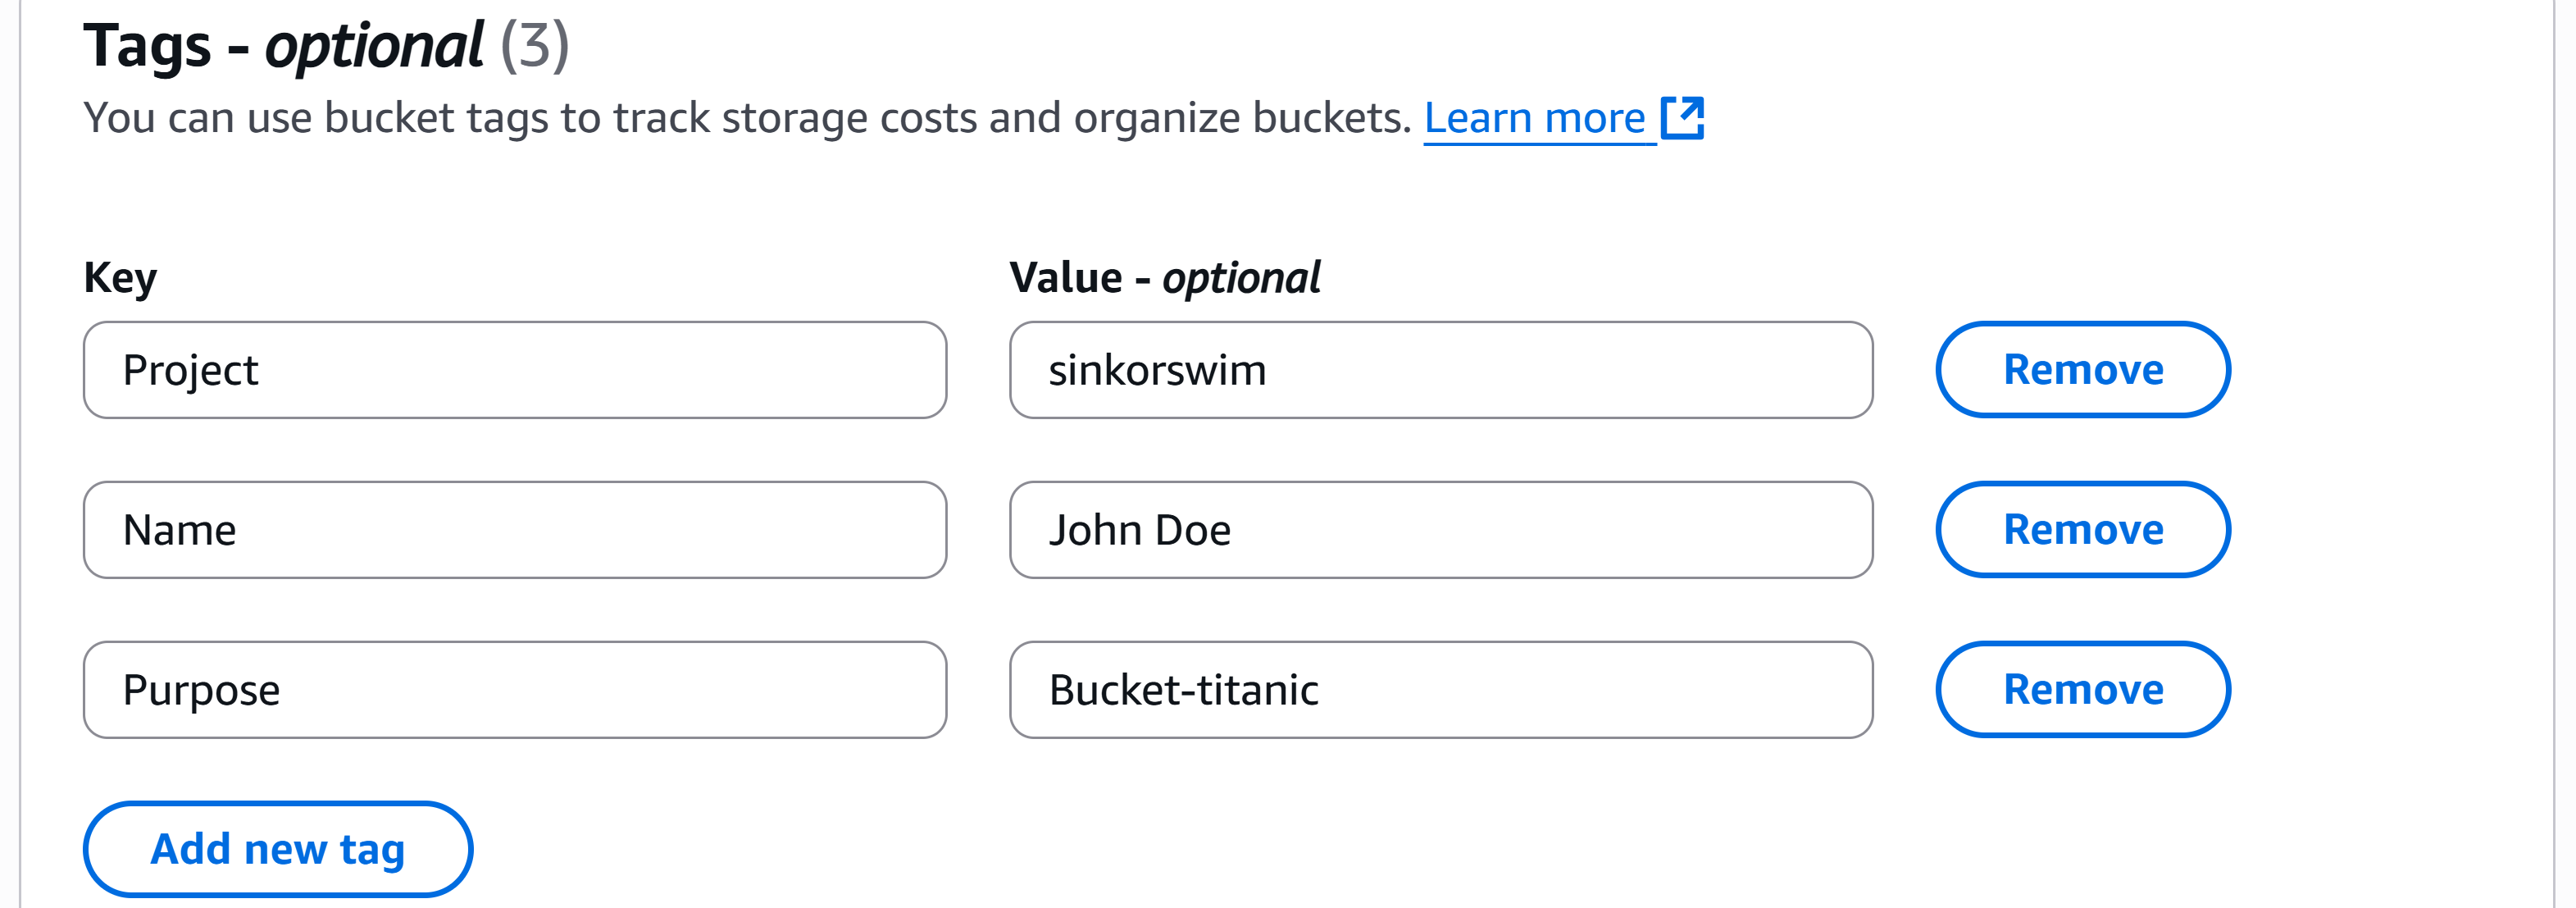 Tags - optional (3)
You can use bucket tags to track storage costs and organize buckets. Learn more
Key Value - optional
Project sinkorswim Remove
Name John Doe Remove
Purpose Bucket-titanic Remove
Add new tag